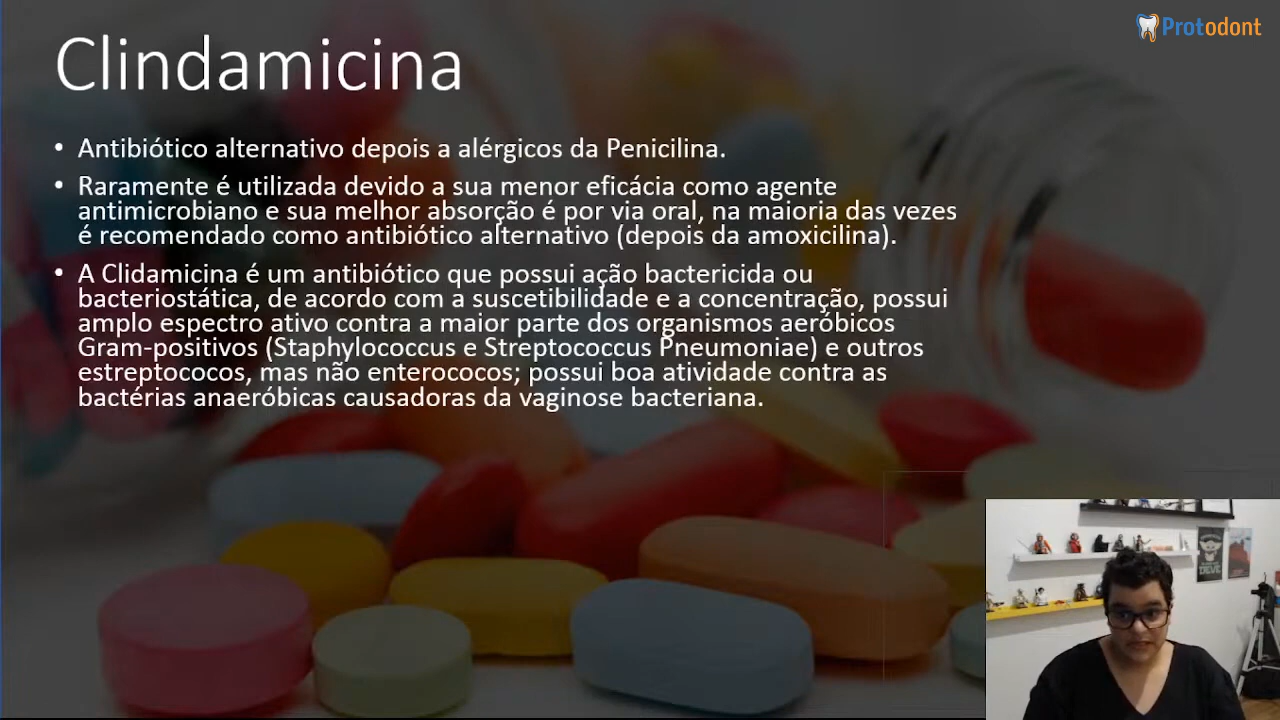 Protodont
Clindamicina
• Antibiótico alternativo depois a alérgicos da Penicilina.
• Raramente é utilizada devido a sua menor eficácia como agente
antimicrobiano e sua melhor absorção é por via oral, na maioria das vezes
é recomendado como antibiótico alternativo (depois da amoxicilina).
• A Clidamicina é um antibiótico que possui ação bactericida ou
bacteriostática, de acordo com a suscetibilidade e a concentração, possui
amplo espectro ativo contra a maior parte dos organismos aeróbicos
Gram-positivos (Staphylococcus e Streptococcus Pneumoniae) e outros
estreptococos, mas não enterococos; possui boa atividade contra as
bactérias anaeróbicas causadoras da vaginose bacteriana.